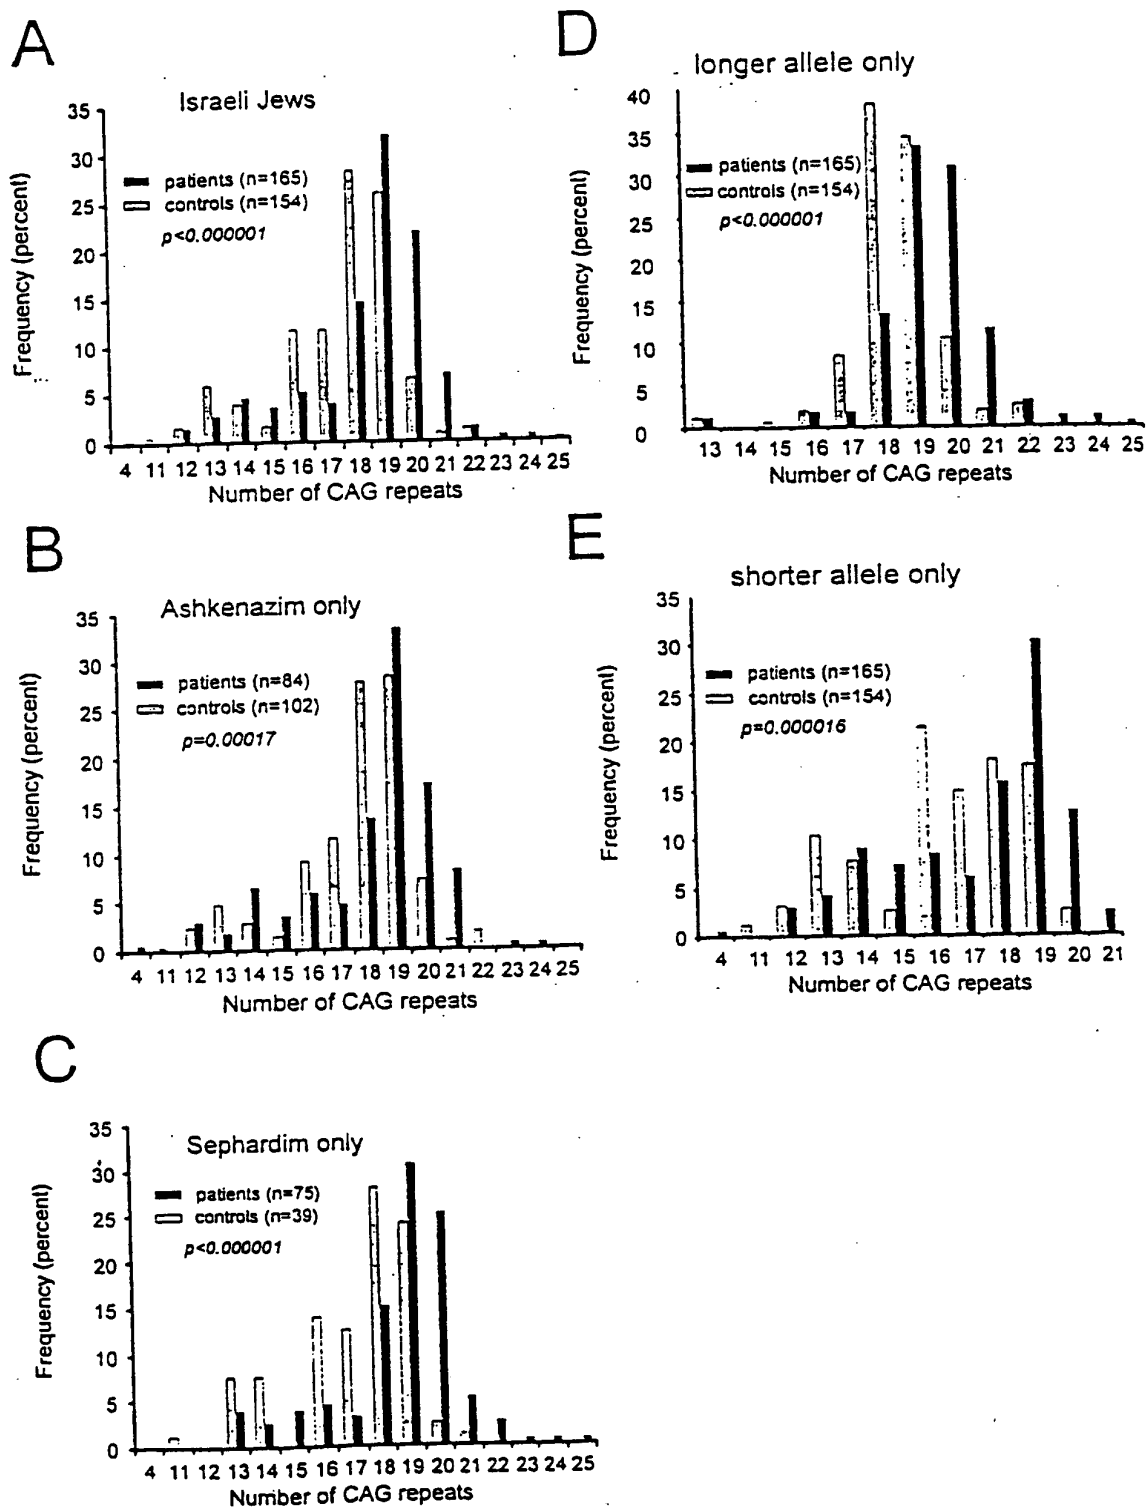 A
Israeli Jews
35
30
25
20
15
10
5
0
Frequency (percent)
patients (n=165)
controls (n=154)
p<0.000001
4 11 12 13 14 15 16 17 18 19 20 21 22 23 24 25
Number of CAG repeats
B
Ashkenazim only
35
30
25
20
15
10
5
0
Frequency (percent)
patients (n=84)
controls (n=102)
p=0.00017
4 11 12 13 14 15 16 17 18 19 20 21 22 23 24 25
Number of CAG repeats
C
Sephardim only
35
30
25
20
15
10
5
0
Frequency (percent)
patients (n=75)
controls (n=39)
p<0.000001
4 11 12 13 14 15 16 17 18 19 20 21 22 23 24 25
Number of CAG repeats
D
longer allele only
40
35
30
25
20
15
10
5
0
Frequency (percent)
patients (n=165)
controls (n=154)
p<0.000001
13 14 15 16 17 18 19 20 21 22 23 24 25
Number of CAG repeats
E
shorter allele only
35
30
25
20
15
10
5
0
Frequency (percent)
patients (n=165)
controls (n=154)
p=0.000016
4 11 12 13 14 15 16 17 18 19 20 21
Number of CAG repeats